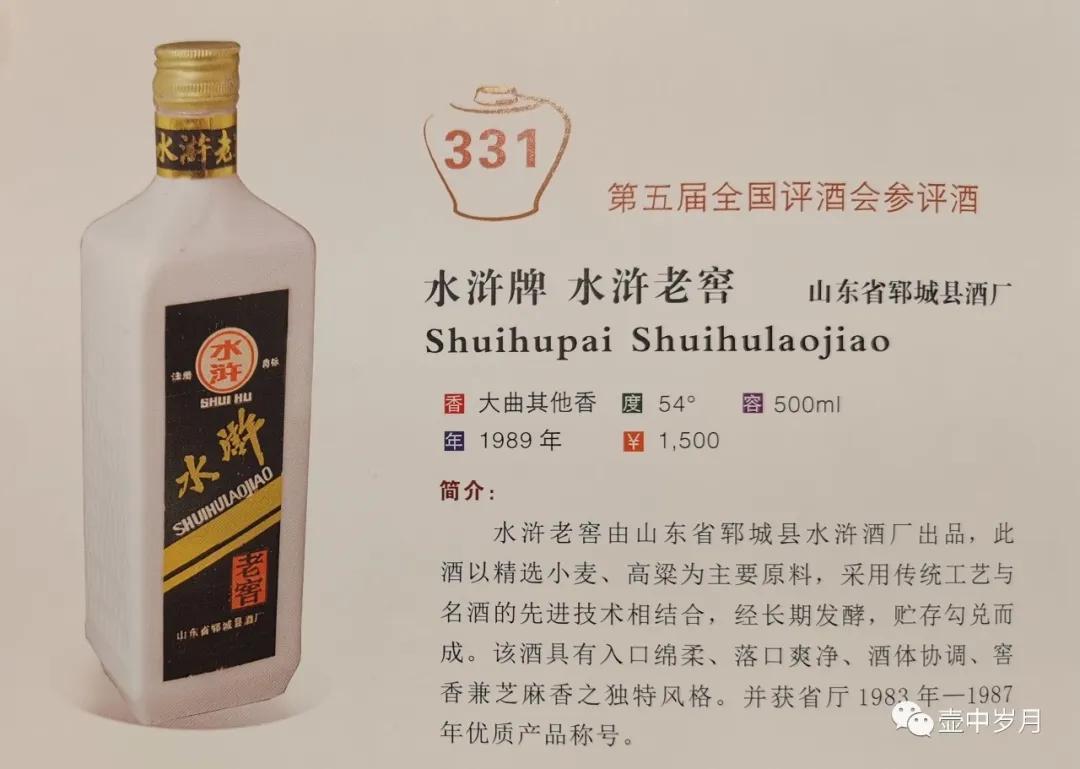 水浒老
注册
水浒
商标
SHUI HU
水浒
SHUIHULAOJIAO
老窖
山东省郓城县酒厂
331
第五届全国评酒会参评酒
水浒牌 水浒老窖 山东省郓城县酒厂
Shuihupai Shuihulaojiao
香 大曲其他香 度 54° 容 500ml
年 1989 年 ¥ 1,500
简介:
水浒老窖由山东省郓城县水浒酒厂出品，此
酒以精选小麦、高粱为主要原料，采用传统工艺与
名酒的先进技术相结合，经长期发酵，贮存勾兑而
成。该酒具有入口绵柔、落口爽净、酒体协调、窖
香兼芝麻香之独特风格。并获省厅 1983 年—1987
年优质产品称号。
壶中岁月